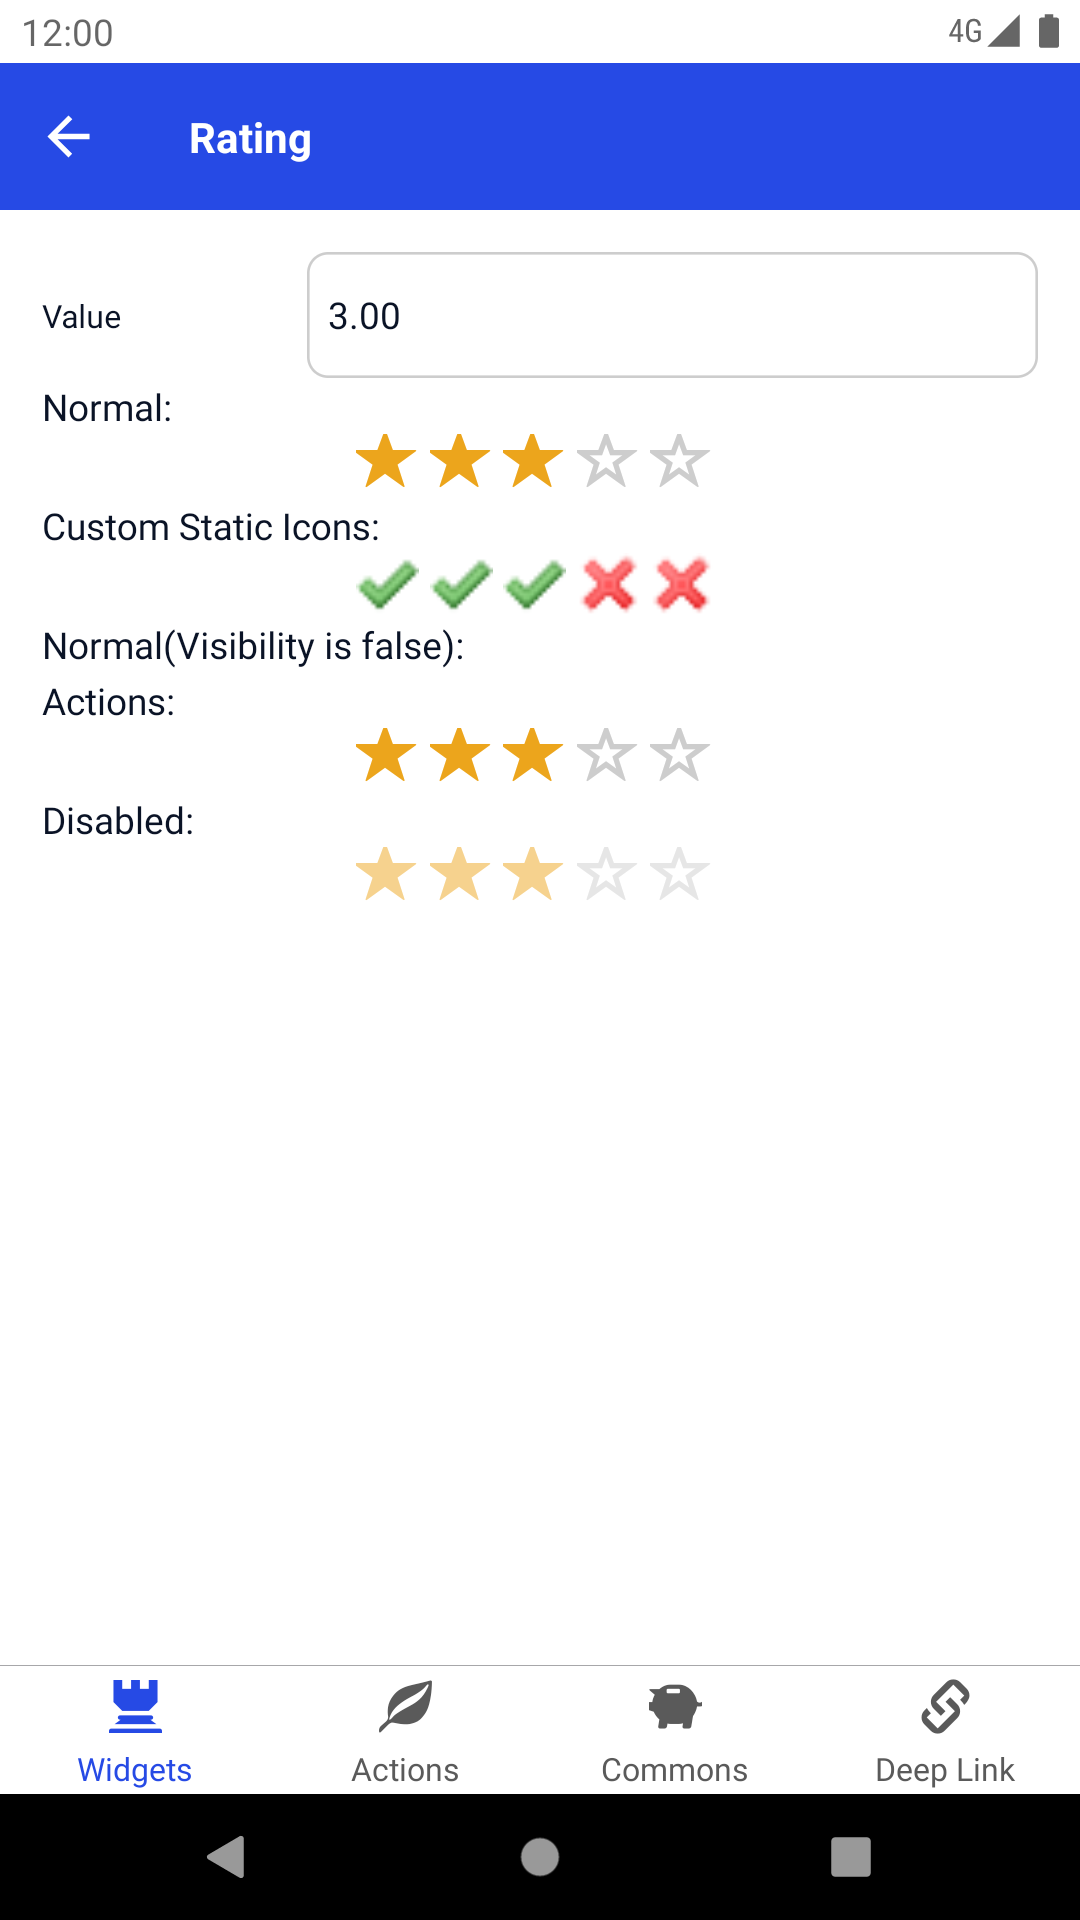 12:00
4G
Rating
Value
3.00
Normal:
Custom Static Icons:
Normal(Visibility is false):
Actions:
Disabled:
Widgets
Actions
Commons
Deep Link